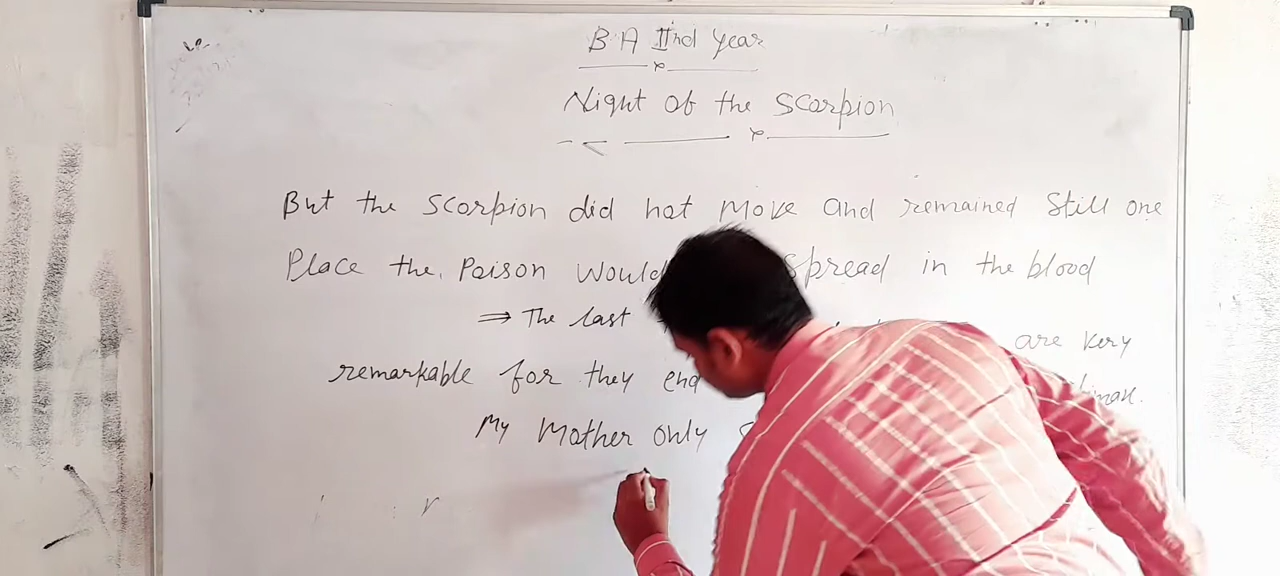 B.A IInd Year
Night of the Scorpion
But the Scorpion did not Move and remained Still one
Place the Poison would spread in the blood
⇒ The last are very
remarkable for they
My Mother only